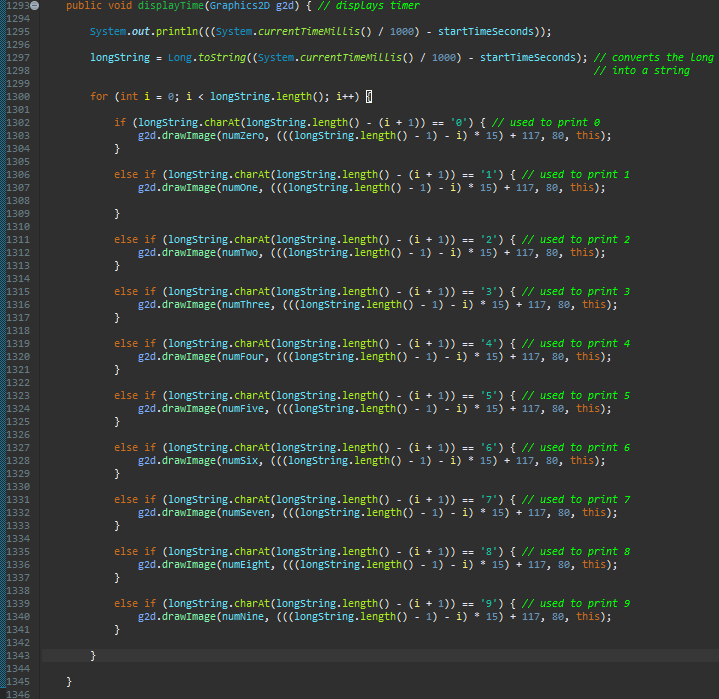 1293 public void displayTime(Graphics2D g2d) { // displays timer
1294
1295 System.out.println(((System.currentTimeMillis() / 1000) - startTimeSeconds));
1296
1297 longString = Long.toString((System.currentTimeMillis() / 1000) - startTimeSeconds); // converts the long
1298 // into a string
1299
1300 for (int i = 0; i < longString.length(); i++) {
1301
1302 if (longString.charAt(longString.length() - (i + 1)) == '0') { // used to print 0
1303 g2d.drawImage(numZero, (((longString.length() - 1) - i) * 15) + 117, 80, this);
1304 }
1305
1306 else if (longString.charAt(longString.length() - (i + 1)) == '1') { // used to print 1
1307 g2d.drawImage(numOne, (((longString.length() - 1) - i) * 15) + 117, 80, this);
1308
1309 }
1310
1311 else if (longString.charAt(longString.length() - (i + 1)) == '2') { // used to print 2
1312 g2d.drawImage(numTwo, (((longString.length() - 1) - i) * 15) + 117, 80, this);
1313 }
1314
1315 else if (longString.charAt(longString.length() - (i + 1)) == '3') { // used to print 3
1316 g2d.drawImage(numThree, (((longString.length() - 1) - i) * 15) + 117, 80, this);
1317 }
1318
1319 else if (longString.charAt(longString.length() - (i + 1)) == '4') { // used to print 4
1320 g2d.drawImage(numFour, (((longString.length() - 1) - i) * 15) + 117, 80, this);
1321 }
1322
1323 else if (longString.charAt(longString.length() - (i + 1)) == '5') { // used to print 5
1324 g2d.drawImage(numFive, (((longString.length() - 1) - i) * 15) + 117, 80, this);
1325 }
1326
1327 else if (longString.charAt(longString.length() - (i + 1)) == '6') { // used to print 6
1328 g2d.drawImage(numSix, (((longString.length() - 1) - i) * 15) + 117, 80, this);
1329 }
1330
1331 else if (longString.charAt(longString.length() - (i + 1)) == '7') { // used to print 7
1332 g2d.drawImage(numSeven, (((longString.length() - 1) - i) * 15) + 117, 80, this);
1333 }
1334
1335 else if (longString.charAt(longString.length() - (i + 1)) == '8') { // used to print 8
1336 g2d.drawImage(numEight, (((longString.length() - 1) - i) * 15) + 117, 80, this);
1337 }
1338
1339 else if (longString.charAt(longString.length() - (i + 1)) == '9') { // used to print 9
1340 g2d.drawImage(numNine, (((longString.length() - 1) - i) * 15) + 117, 80, this);
1341 }
1342
1343 }
1344
1345 }
1346